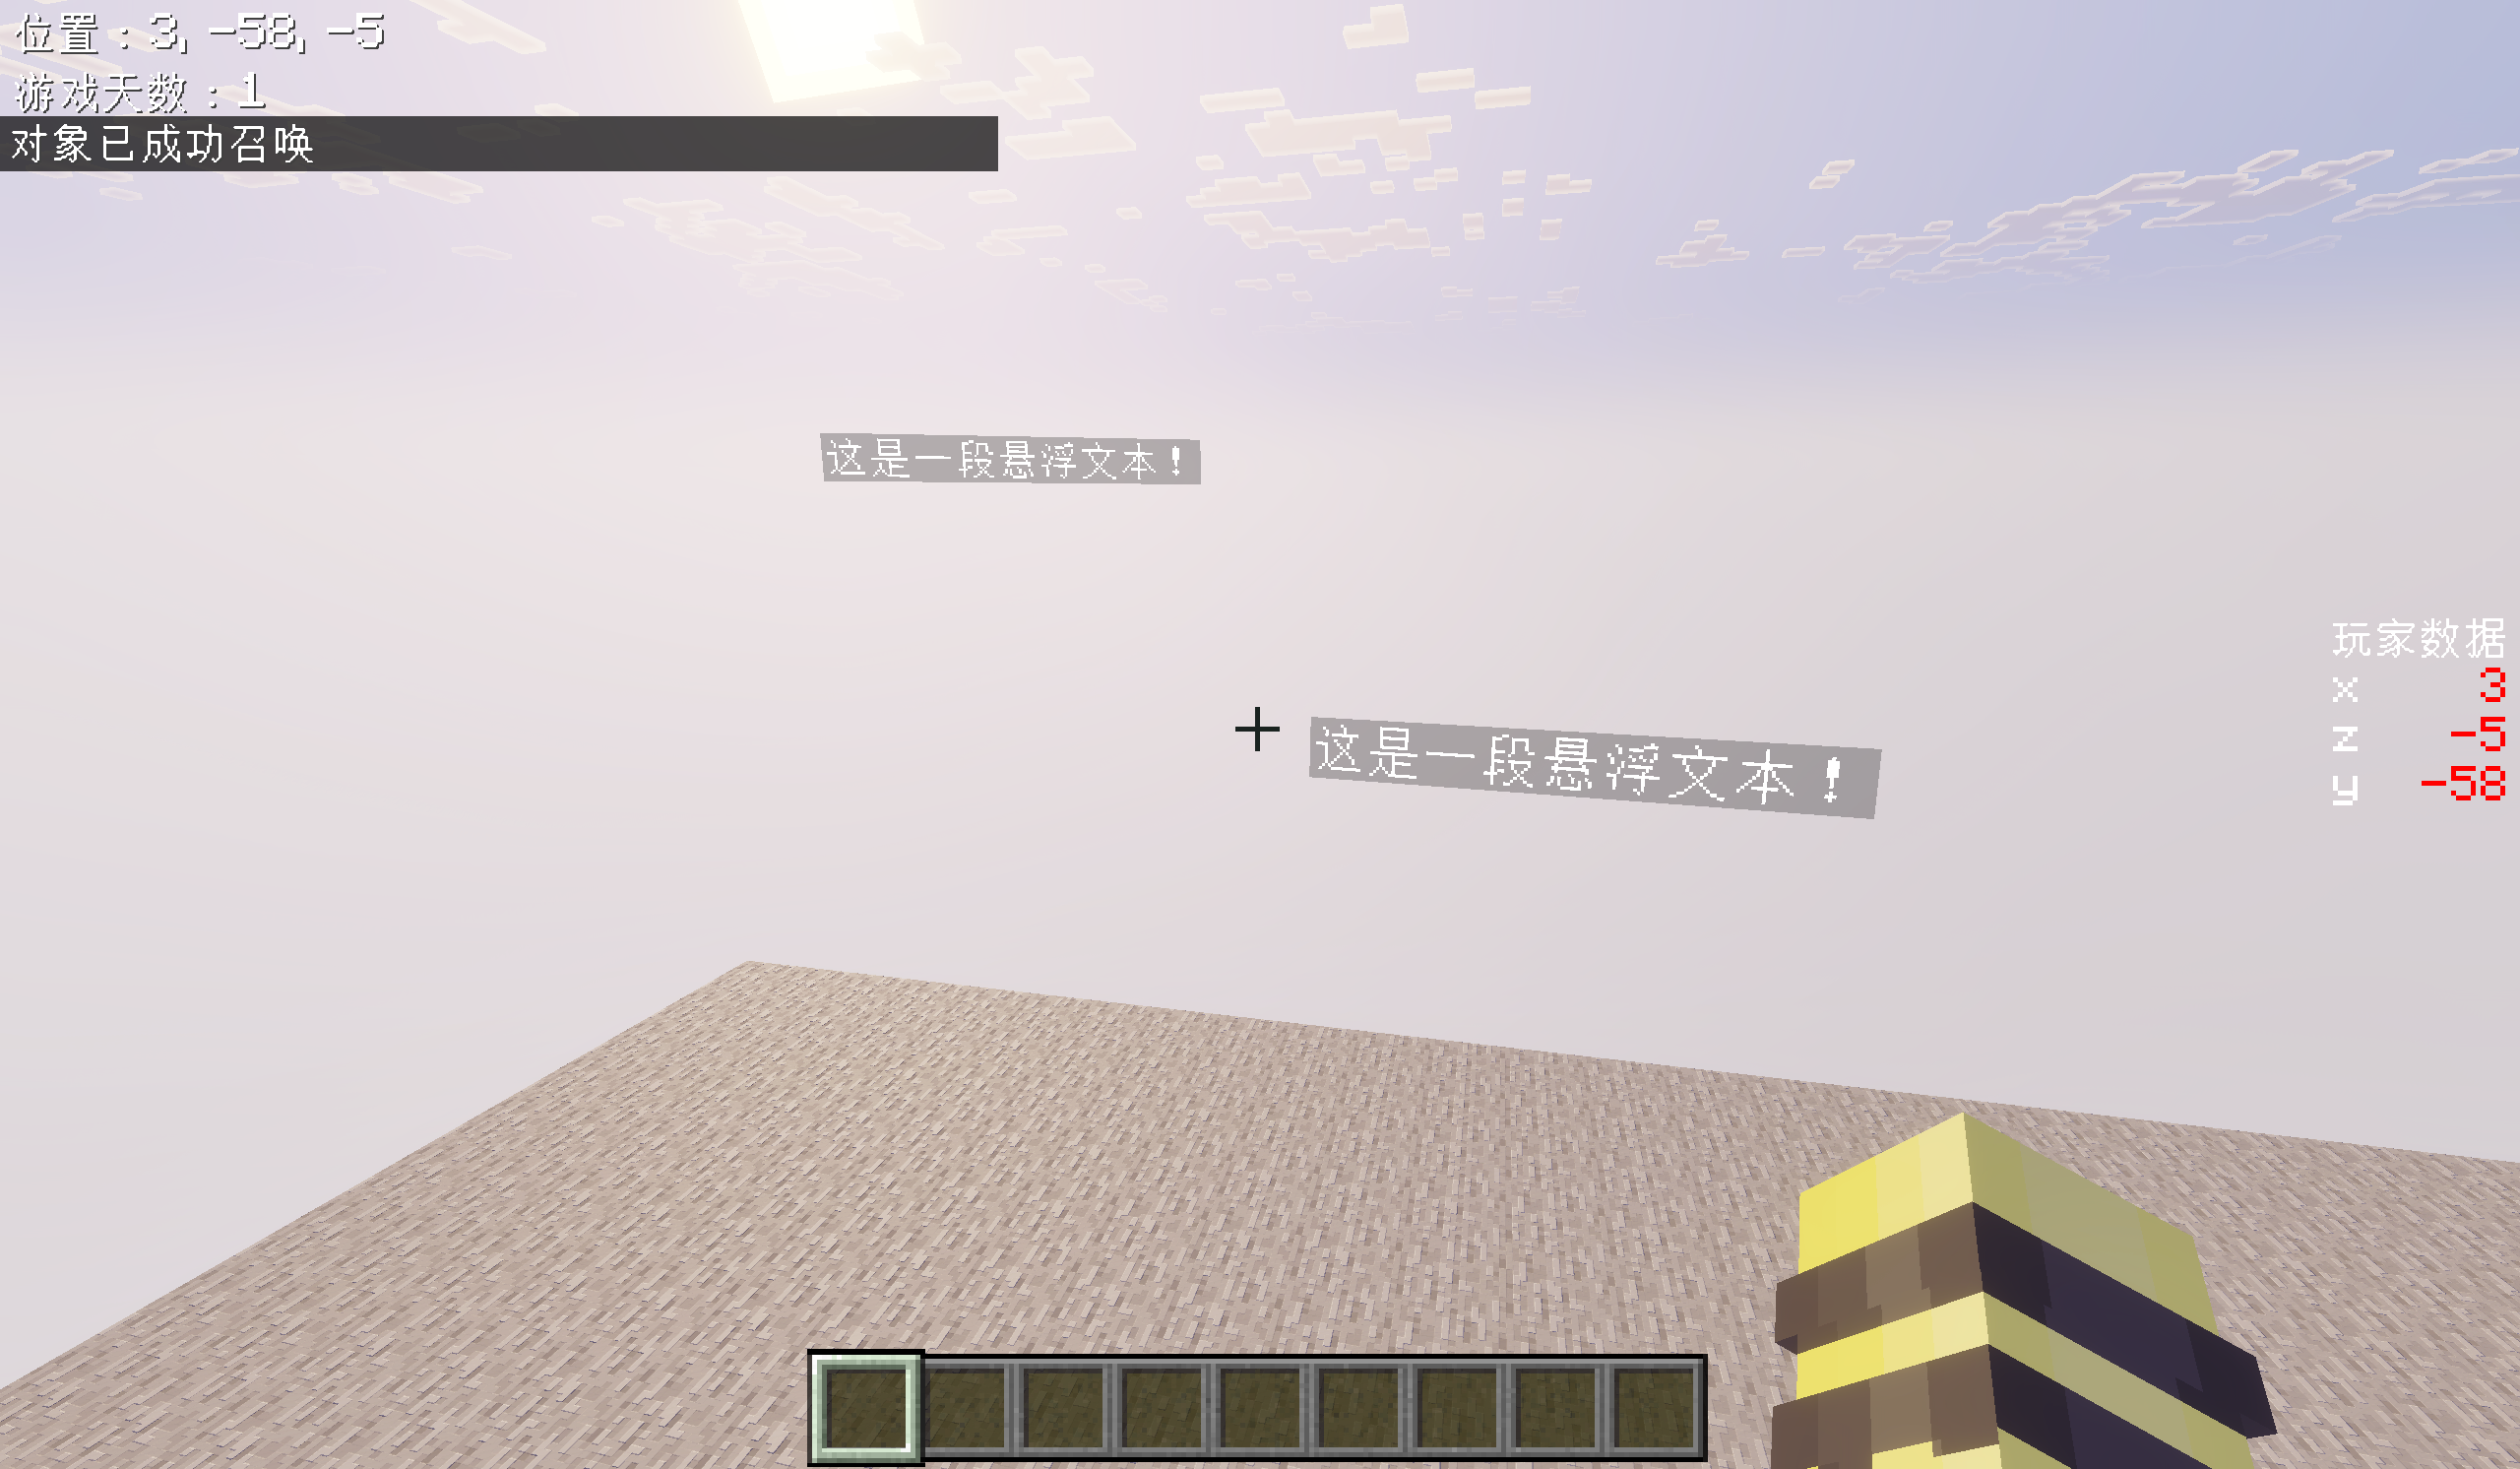 位置：3, -58, -5
游戏天数：1
对象已成功召唤
这是一段悬浮文本！
这是一段悬浮文本！
玩家数据
x 3
z -5
y -58